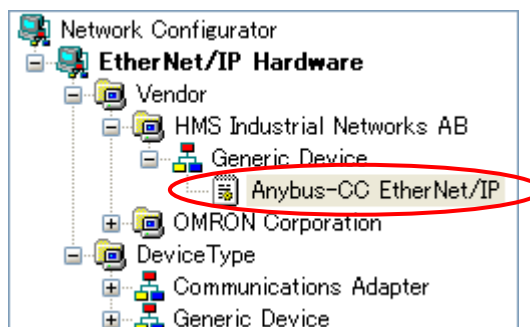 Network Configurator
EtherNet/IP Hardware
Vendor
HMS Industrial Networks AB
Generic Device
Anybus-CC EtherNet/IP
OMRON Corporation
DeviceType
Communications Adapter
Generic Device